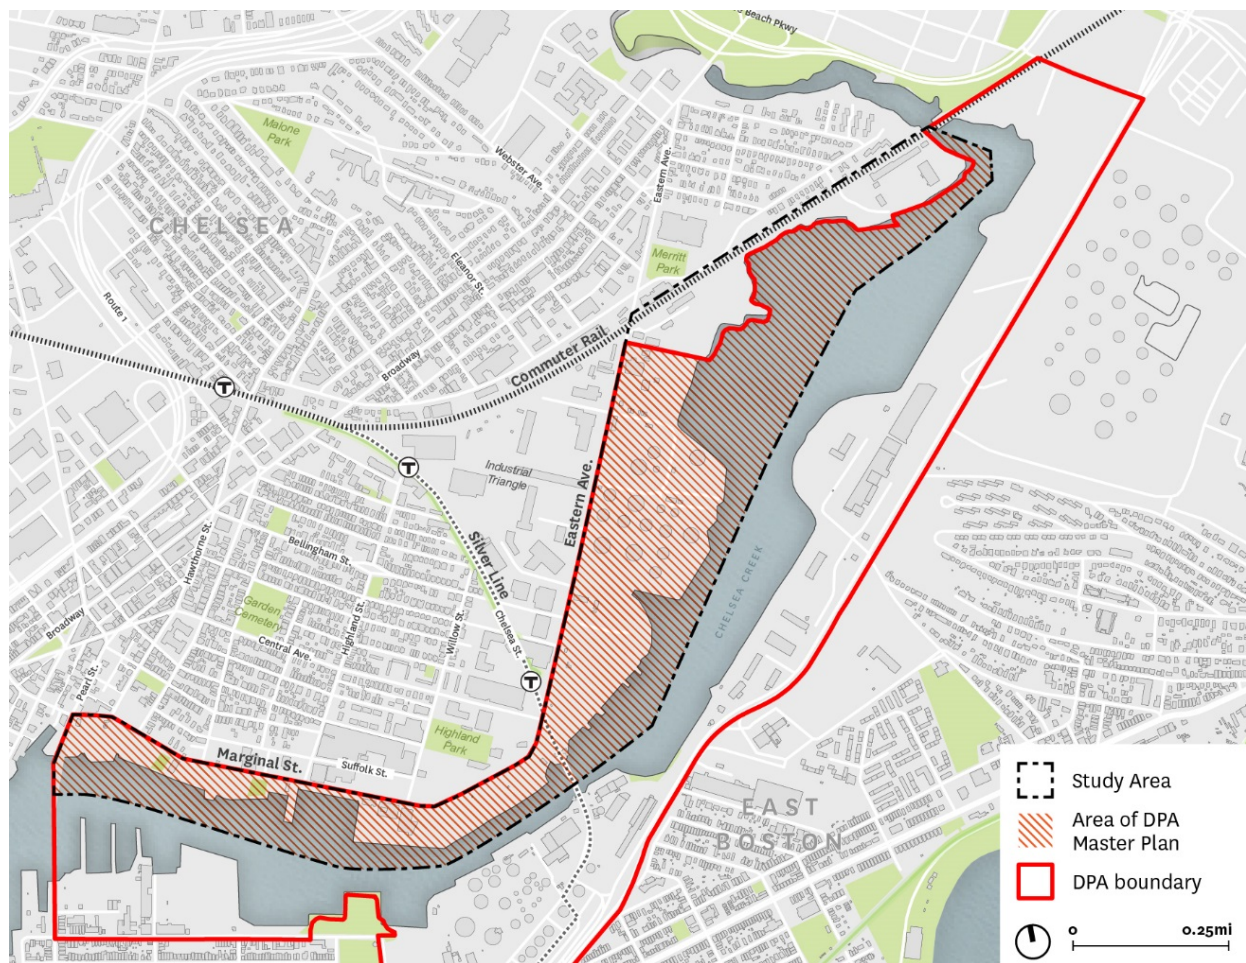 Beach Pkwy
Malone
Park
Webster Ave.
Eastern Ave.
CHELSEA
Merritt
Park
Eleanor St.
Route 1
Commuter Rail
Broadway
T
T
Industrial
Triangle
Eastern Ave.
Silver Line
Hawthorne St.
Bellingham St.
CHELSEA CREEK
Garden
Cemetery
Highland St.
Willow St.
Chelsea St.
Broadway
Central Ave.
Pearl St.
T
Highland
Park
Marginal St.
Suffolk St.
EAST
BOSTON
Study Area
Area of DPA
Master Plan
DPA boundary
0 0.25mi